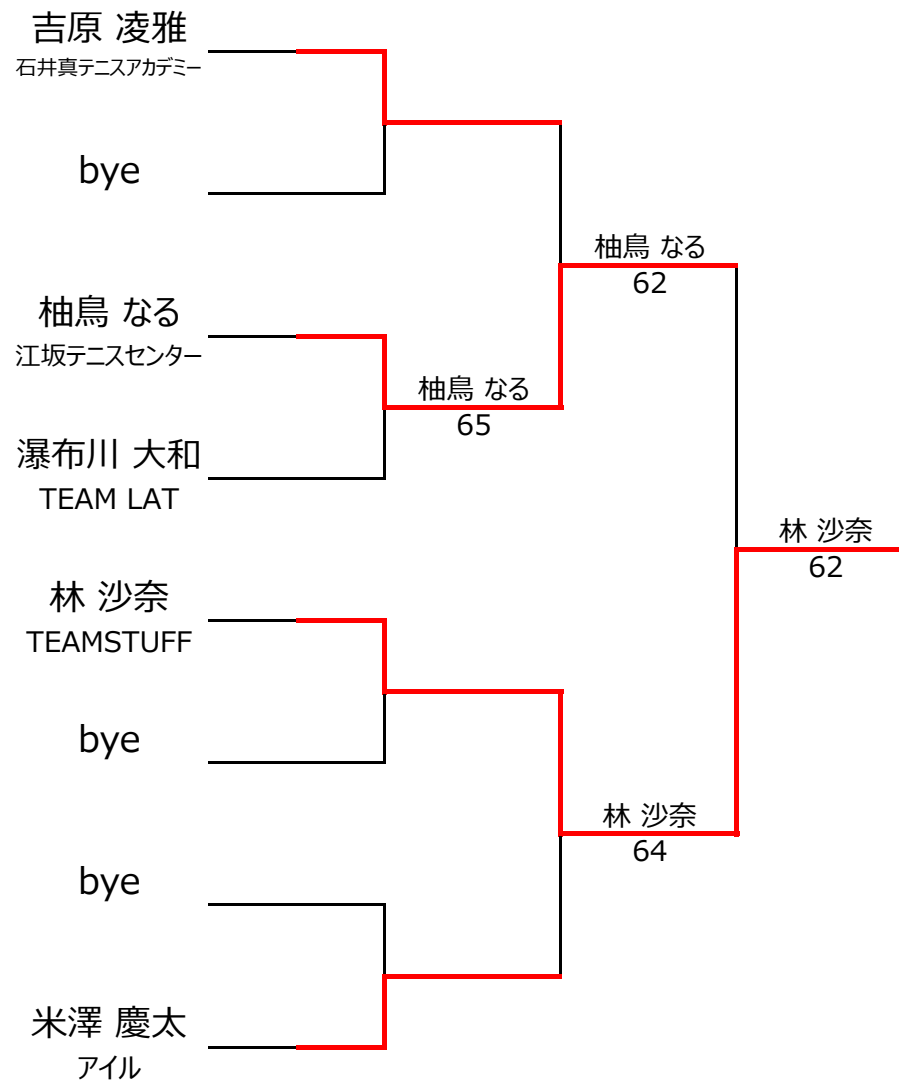 吉原 凌雅
石井真テニスアカデミー
bye
柚鳥 なる
62
柚鳥 なる
江坂テニスセンター
柚鳥 なる
65
瀑布川 大和
TEAM LAT
林 沙奈
62
林 沙奈
TEAMSTUFF
bye
林 沙奈
64
bye
米澤 慶太
アイル